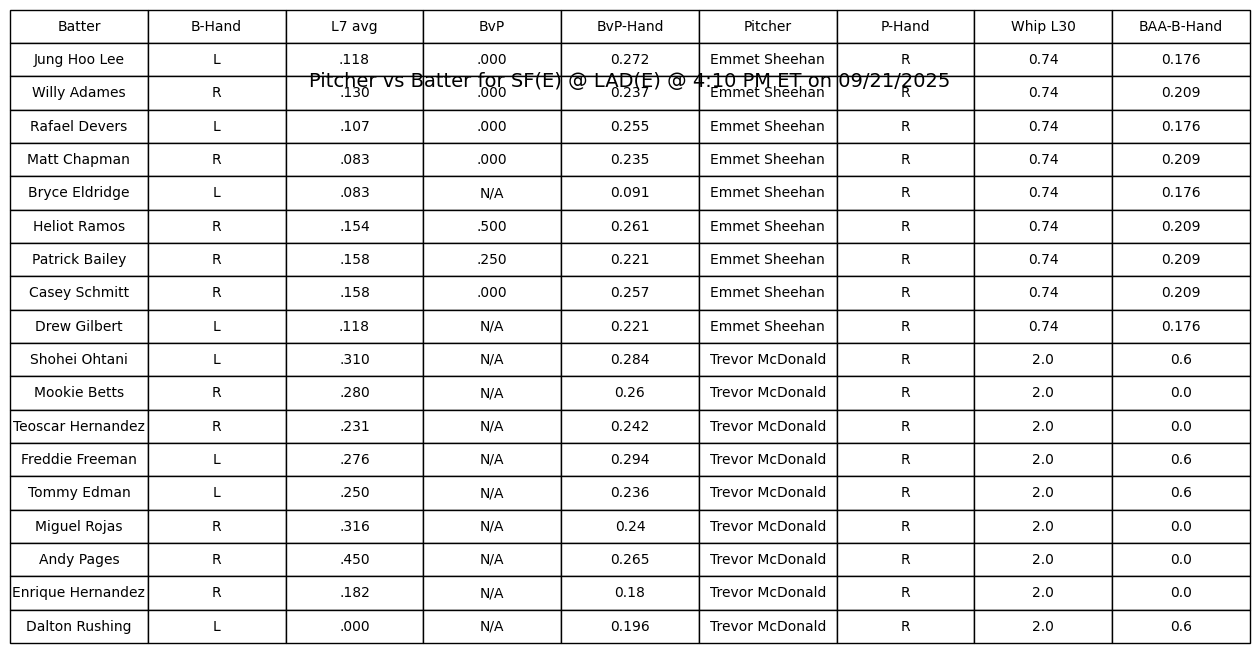 Batter B-Hand L7 avg BvP BvP-Hand Pitcher P-Hand Whip L30 BAA-B-Hand
Jung Hoo Lee L .118 .000 0.272 Emmet Sheehan R 0.74 0.176
Pitcher vs Batter for SF(E) @ LAD(E) @ 4:10 PM ET on 09/21/2025
Willy Adames R .130 .000 0.237 Emmet Sheehan R 0.74 0.209
Rafael Devers L .107 .000 0.255 Emmet Sheehan R 0.74 0.176
Matt Chapman R .083 .000 0.235 Emmet Sheehan R 0.74 0.209
Bryce Eldridge L .083 N/A 0.091 Emmet Sheehan R 0.74 0.176
Heliot Ramos R .154 .500 0.261 Emmet Sheehan R 0.74 0.209
Patrick Bailey R .158 .250 0.221 Emmet Sheehan R 0.74 0.209
Casey Schmitt R .158 .000 0.257 Emmet Sheehan R 0.74 0.209
Drew Gilbert L .118 N/A 0.221 Emmet Sheehan R 0.74 0.176
Shohei Ohtani L .310 N/A 0.284 Trevor McDonald R 2.0 0.6
Mookie Betts R .280 N/A 0.26 Trevor McDonald R 2.0 0.0
Teoscar Hernandez R .231 N/A 0.242 Trevor McDonald R 2.0 0.0
Freddie Freeman L .276 N/A 0.294 Trevor McDonald R 2.0 0.6
Tommy Edman L .250 N/A 0.236 Trevor McDonald R 2.0 0.6
Miguel Rojas R .316 N/A 0.24 Trevor McDonald R 2.0 0.0
Andy Pages R .450 N/A 0.265 Trevor McDonald R 2.0 0.0
Enrique Hernandez R .182 N/A 0.18 Trevor McDonald R 2.0 0.0
Dalton Rushing L .000 N/A 0.196 Trevor McDonald R 2.0 0.6